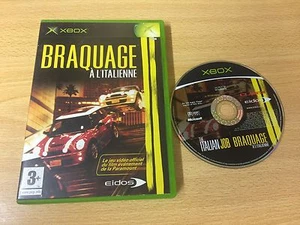 XBOX
BRAQUAGE
À L'ITALIENNE
Le jeu vidéo officiel
du film événement
de la Paramount
3+
eidos
XBOX
ITALIAN JOB BRAQUAGE
À L'ITALIENNE
eidos